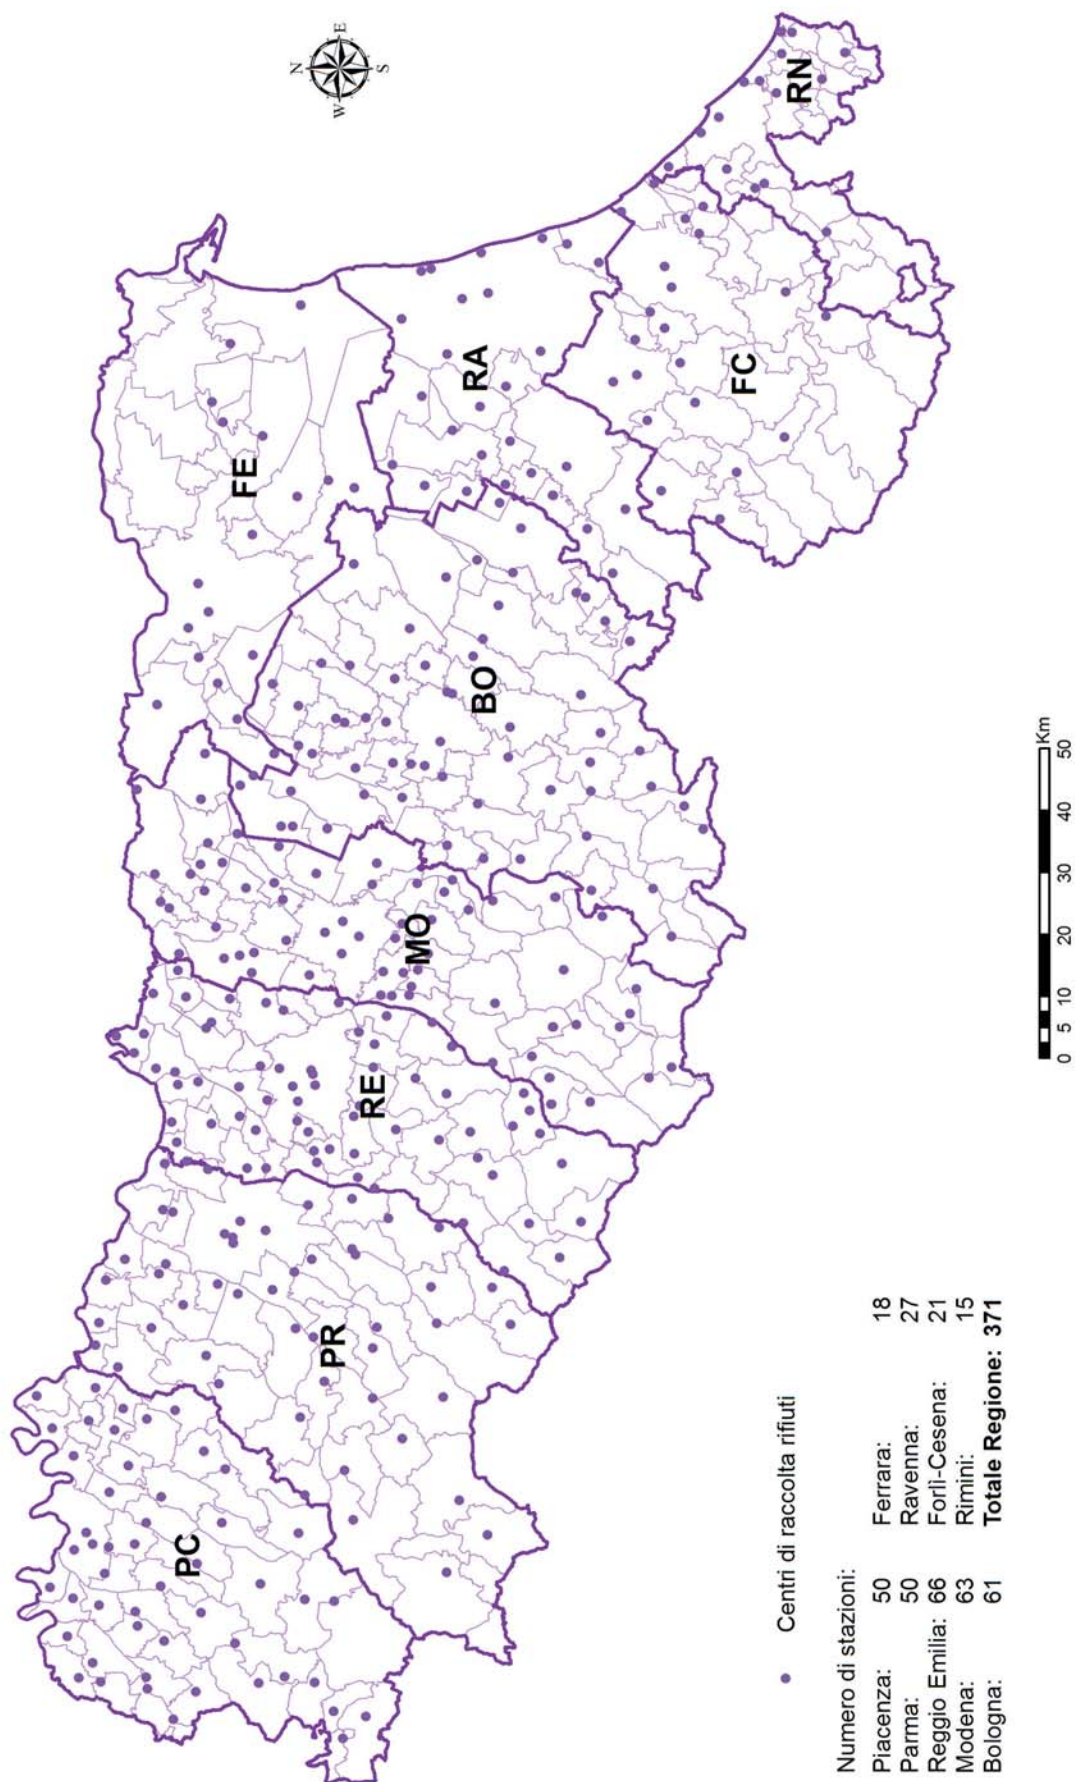 N
W E
S
PC
PR
RE
MO
BO
FE
RA
FC
RN
Centri di raccolta rifiuti
Numero di stazioni:
Piacenza: 50 Ferrara: 18
Parma: 50 Ravenna: 27
Reggio Emilia: 66 Forlì-Cesena: 21
Modena: 63 Rimini: 15
Bologna: 61 Totale Regione: 371
0 5 10 20 30 40 50
Km